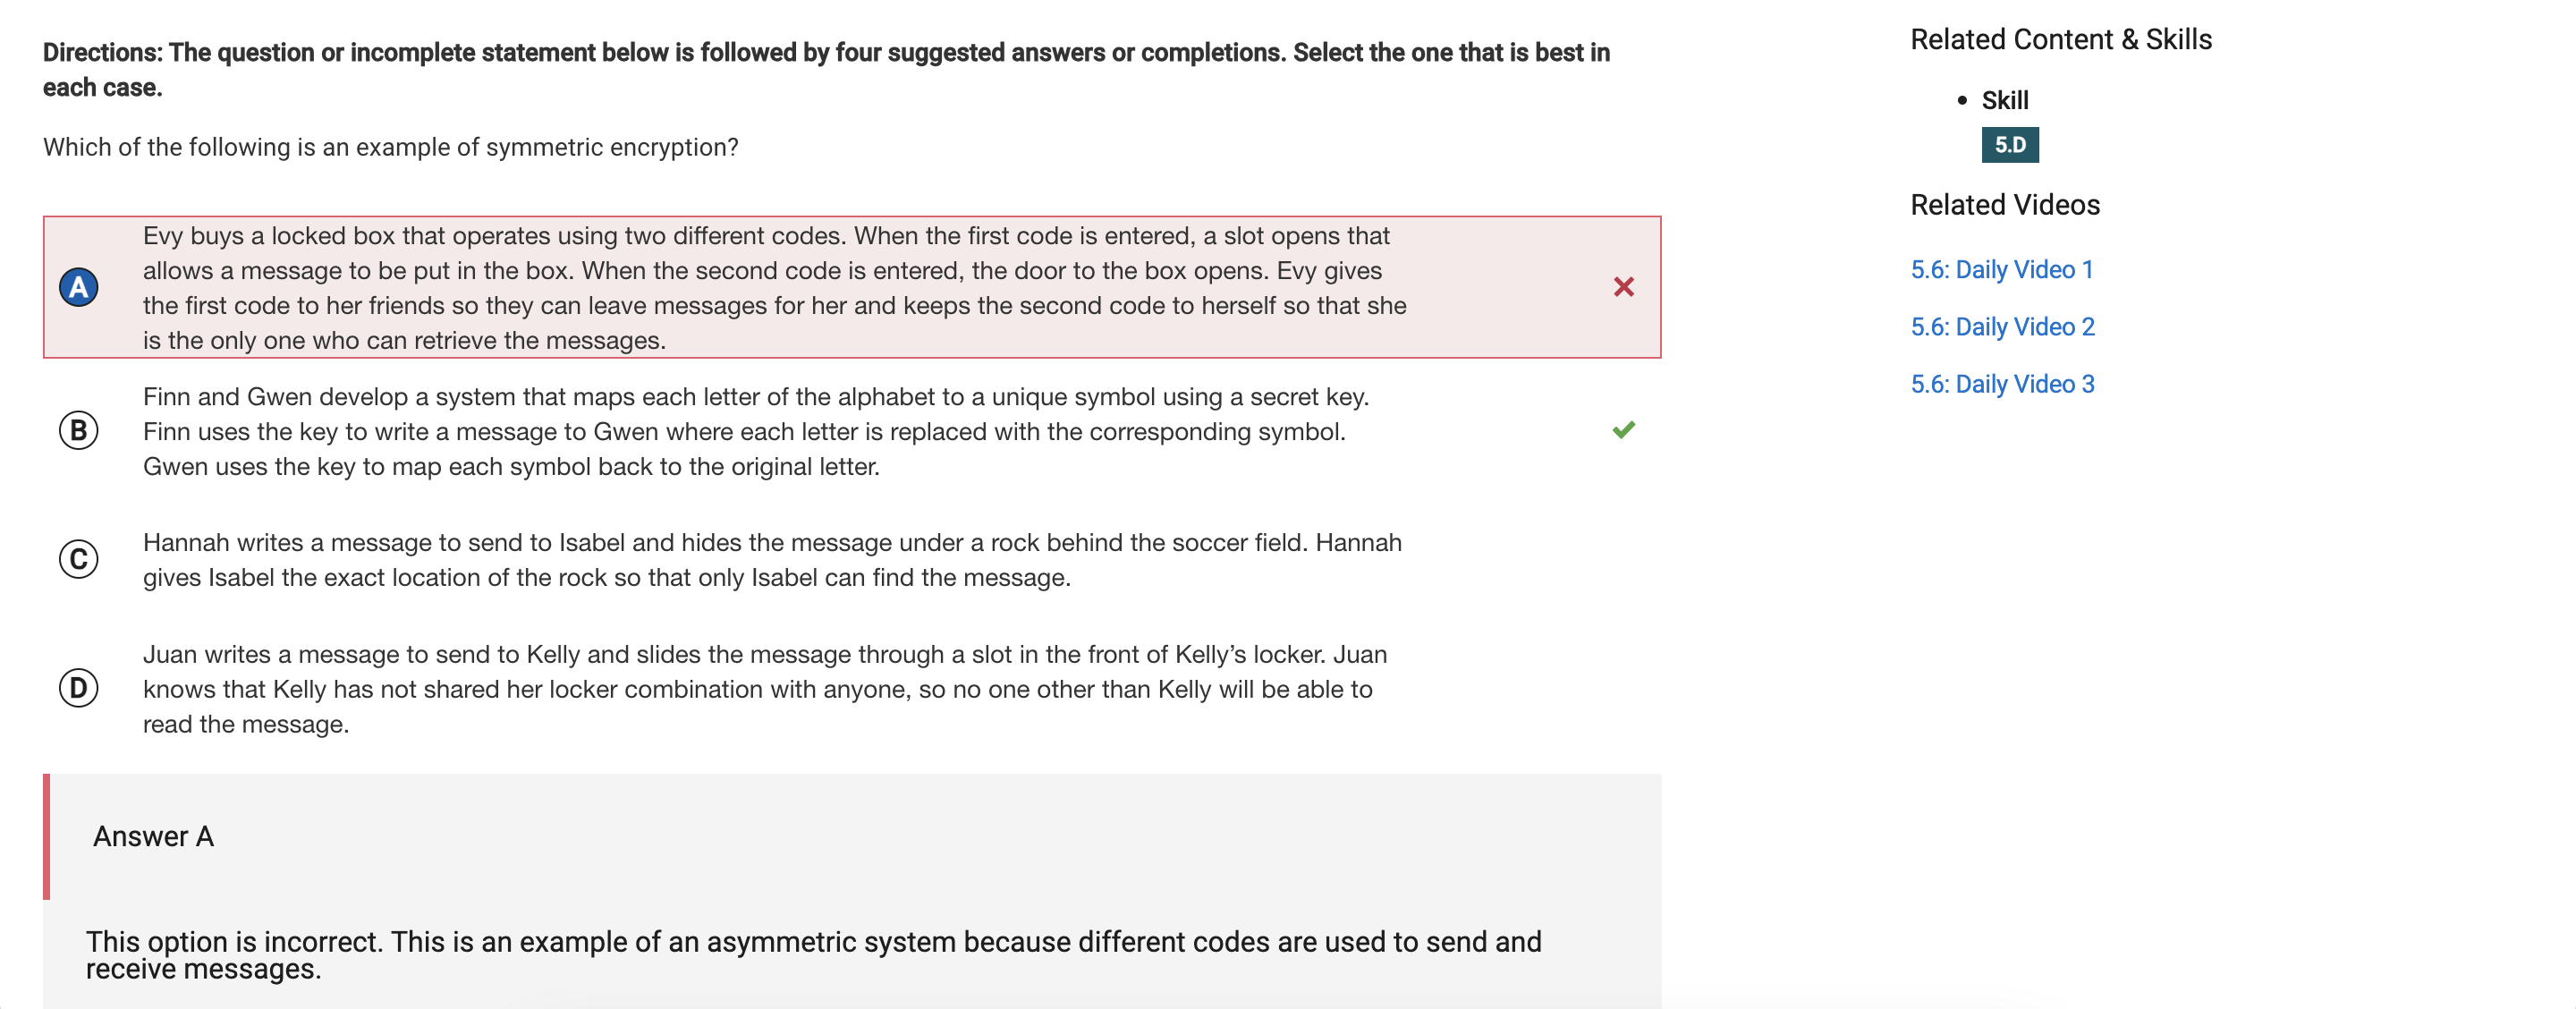 Directions: The question or incomplete statement below is followed by four suggested answers or completions. Select the one that is best in
each case.
Which of the following is an example of symmetric encryption?
A
Evy buys a locked box that operates using two different codes. When the first code is entered, a slot opens that
allows a message to be put in the box. When the second code is entered, the door to the box opens. Evy gives
the first code to her friends so they can leave messages for her and keeps the second code to herself so that she
is the only one who can retrieve the messages.
B
Finn and Gwen develop a system that maps each letter of the alphabet to a unique symbol using a secret key.
Finn uses the key to write a message to Gwen where each letter is replaced with the corresponding symbol.
Gwen uses the key to map each symbol back to the original letter.
C
Hannah writes a message to send to Isabel and hides the message under a rock behind the soccer field. Hannah
gives Isabel the exact location of the rock so that only Isabel can find the message.
D
Juan writes a message to send to Kelly and slides the message through a slot in the front of Kelly’s locker. Juan
knows that Kelly has not shared her locker combination with anyone, so no one other than Kelly will be able to
read the message.
Answer A
This option is incorrect. This is an example of an asymmetric system because different codes are used to send and
receive messages.
Related Content & Skills
• Skill
5.D
Related Videos
5.6: Daily Video 1
5.6: Daily Video 2
5.6: Daily Video 3